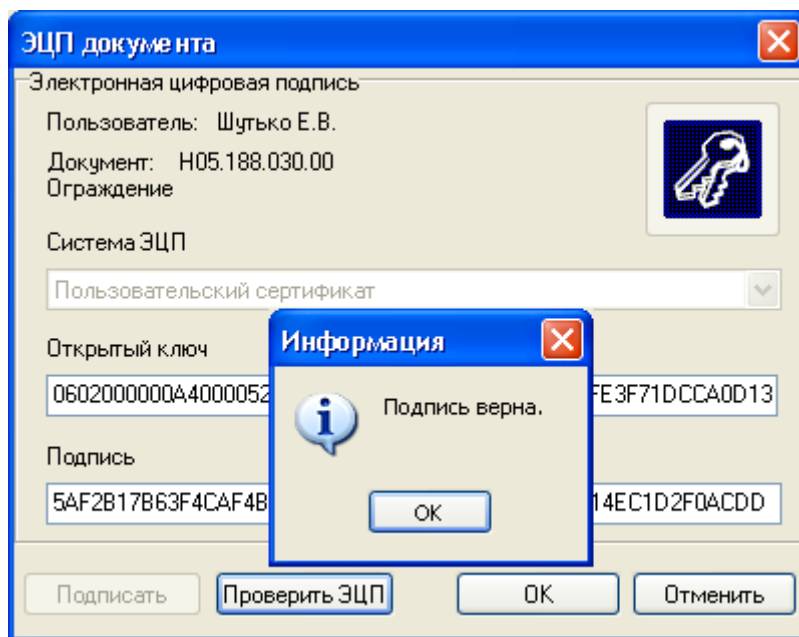 ЭЦП документа
Электронная цифровая подпись
Пользователь: Шутько Е.В.
Документ: Н05.188.030.00
Ограждение
Система ЭЦП
Пользовательский сертификат
Открытый ключ
0602000000A4000052
FE3F71DCCA0D13
Информация
Подпись верна.
ОК
Подпись
5AF2B17B63F4CAF4B
14EC1D2F0ACDD
Подписать
Проверить ЭЦП
ОК
Отменить